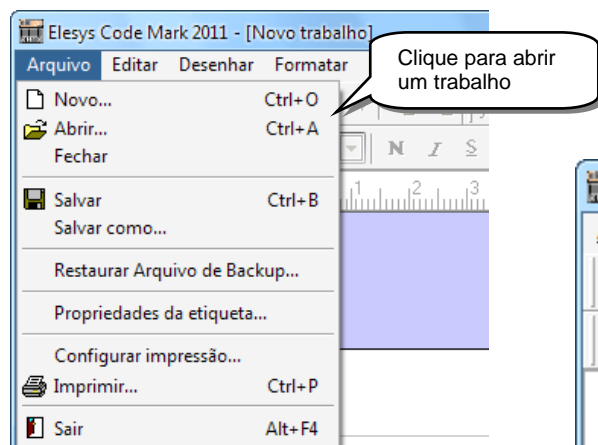 Elesys Code Mark 2011 - [Novo trabalho]
Arquivo Editar Desenhar Formatar
Clique para abrir
um trabalho
Novo... Ctrl+O
Abrir... Ctrl+A
Fechar
N I S
Salvar Ctrl+B
1 2 3
Salvar como...
Restaurar Arquivo de Backup...
Propriedades da etiqueta...
Configurar impressão...
Imprimir... Ctrl+P
Sair Alt+F4